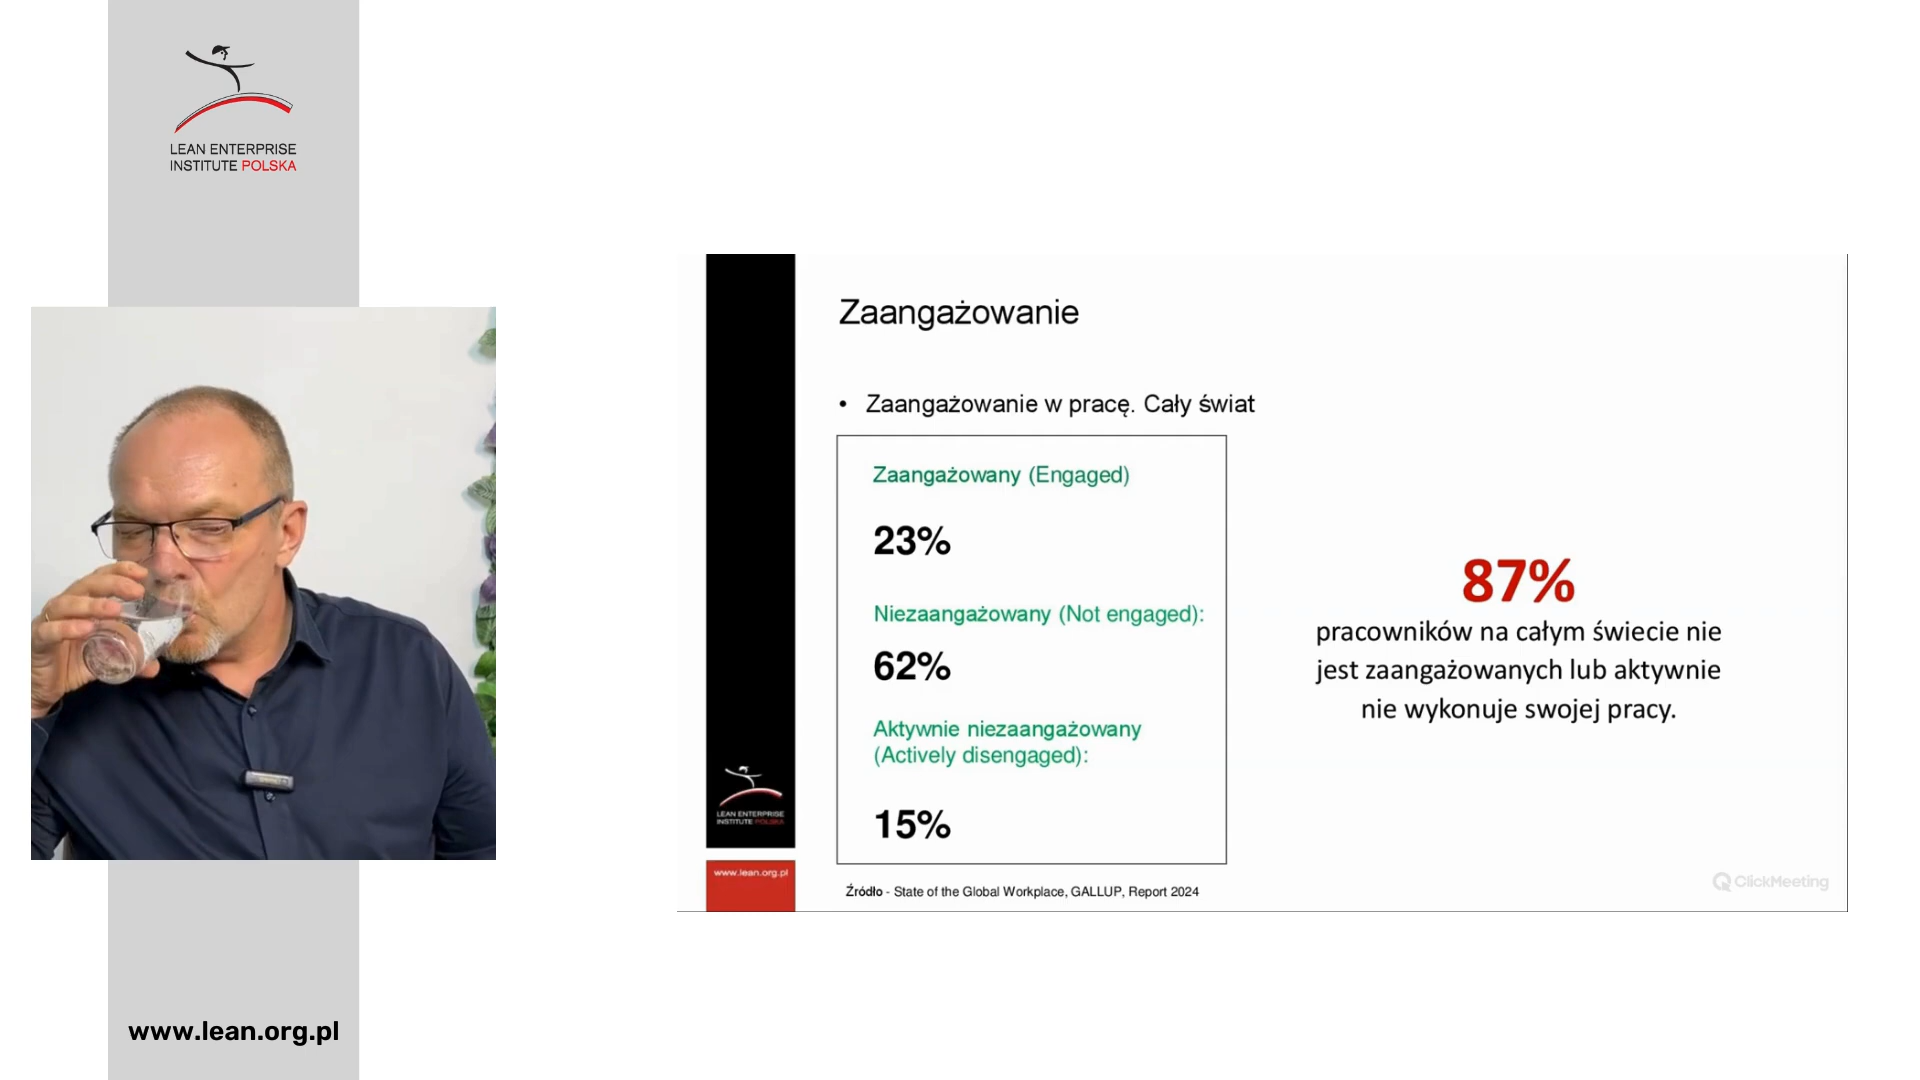 LEAN ENTERPRISE
INSTITUTE POLSKA
Zaangażowanie
• Zaangażowanie w pracę. Cały świat
Zaangażowany (Engaged)
23%
Niezaangażowany (Not engaged):
62%
Aktywnie niezaangażowany
(Actively disengaged):
15%
87%
pracowników na całym świecie nie
jest zaangażowanych lub aktywnie
nie wykonuje swojej pracy.
LEAN ENTERPRISE
INSTITUTE POLSKA
www.lean.org.pl
Źródło - State of the Global Workplace, GALLUP, Report 2024
ClickMeeting
www.lean.org.pl